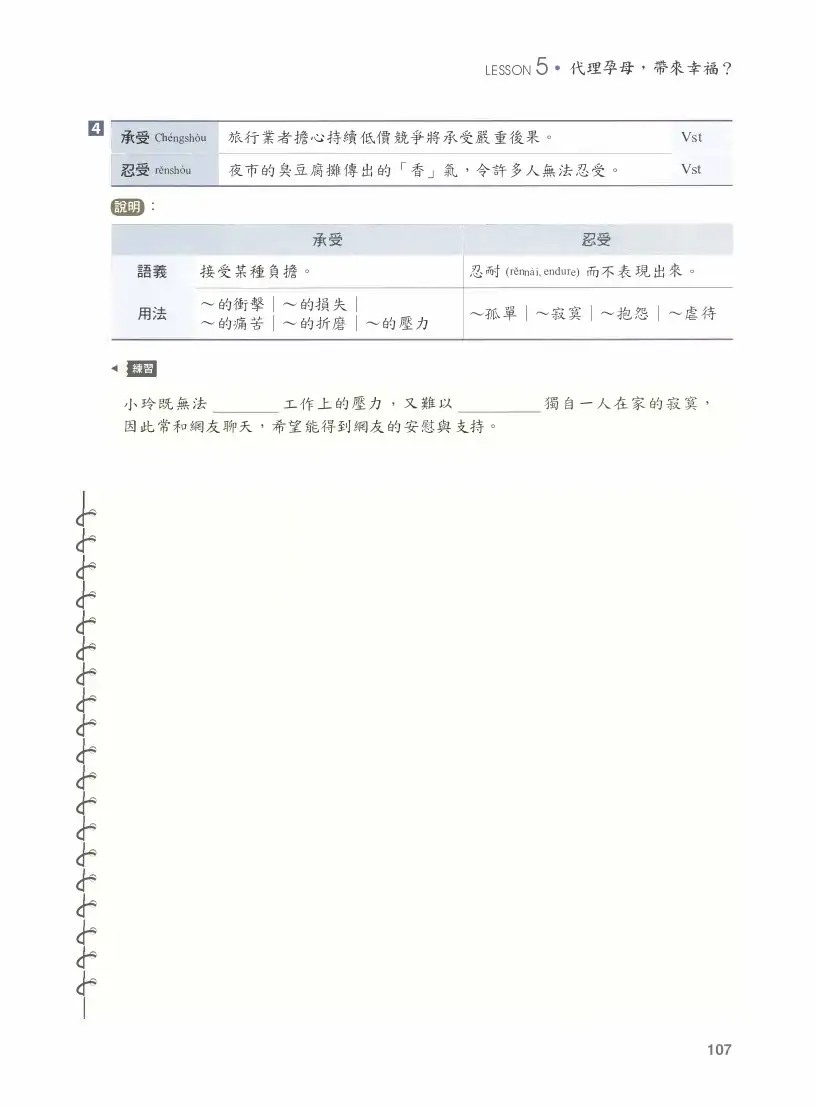 LESSON 5 • 代理孕母，帶來幸福？
4
承受 Chéngshòu 旅行業者擔心持續低價競爭將承受嚴重後果。 Vst
忍受 rěnshòu 夜市的臭豆腐攤傳出的「香」氣，令許多人無法忍受。 Vst
說明：
承受 忍受
語義 接受某種負擔。 忍耐 (rěnnài, endure) 而不表現出來。
用法 ～的衝擊｜～的損失｜
～的痛苦｜～的折磨｜～的壓力 ～孤單｜～寂寞｜～抱怨｜～虐待
◀ 練習
小玲既無法 ________ 工作上的壓力，又難以 __________ 獨自一人在家的寂寞，
因此常和網友聊天，希望能得到網友的安慰與支持。
107